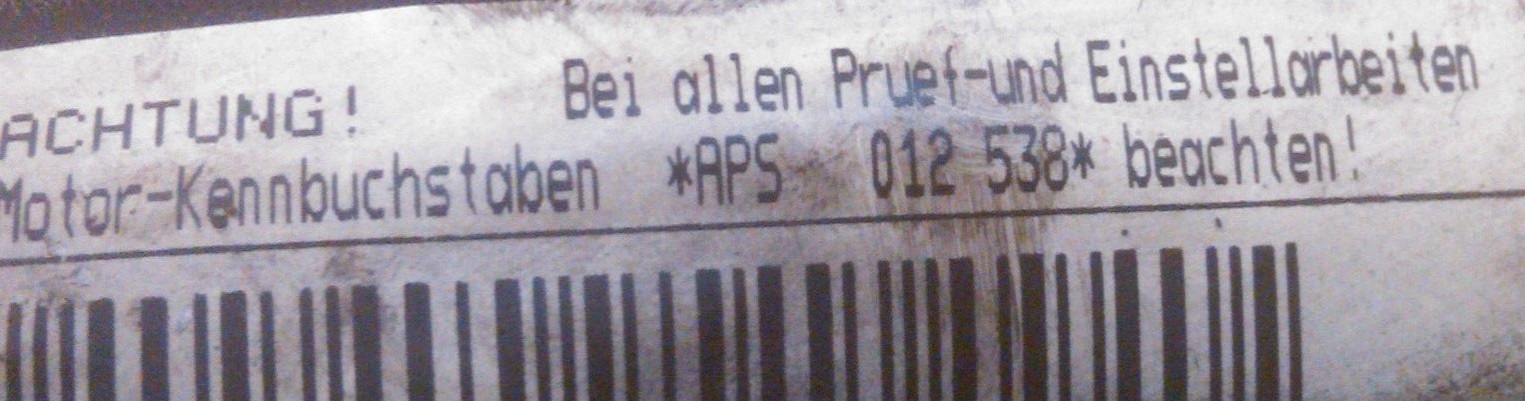 ACHTUNG! Bei allen Pruef-und Einstellarbeiten
Motor-Kennbuchstaben *APS 012 538* beachten!